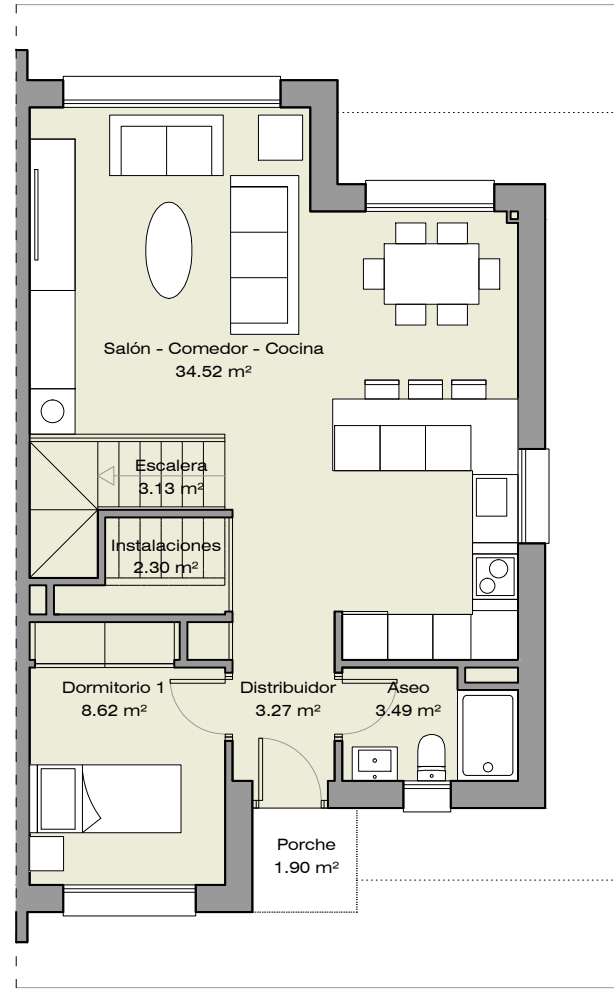 Salón - Comedor - Cocina
34.52 m²
Escalera
3.13 m²
Instalaciones
2.30 m²
Dormitorio 1
8.62 m²
Distribuidor
3.27 m²
Aseo
3.49 m²
Porche
1.90 m²